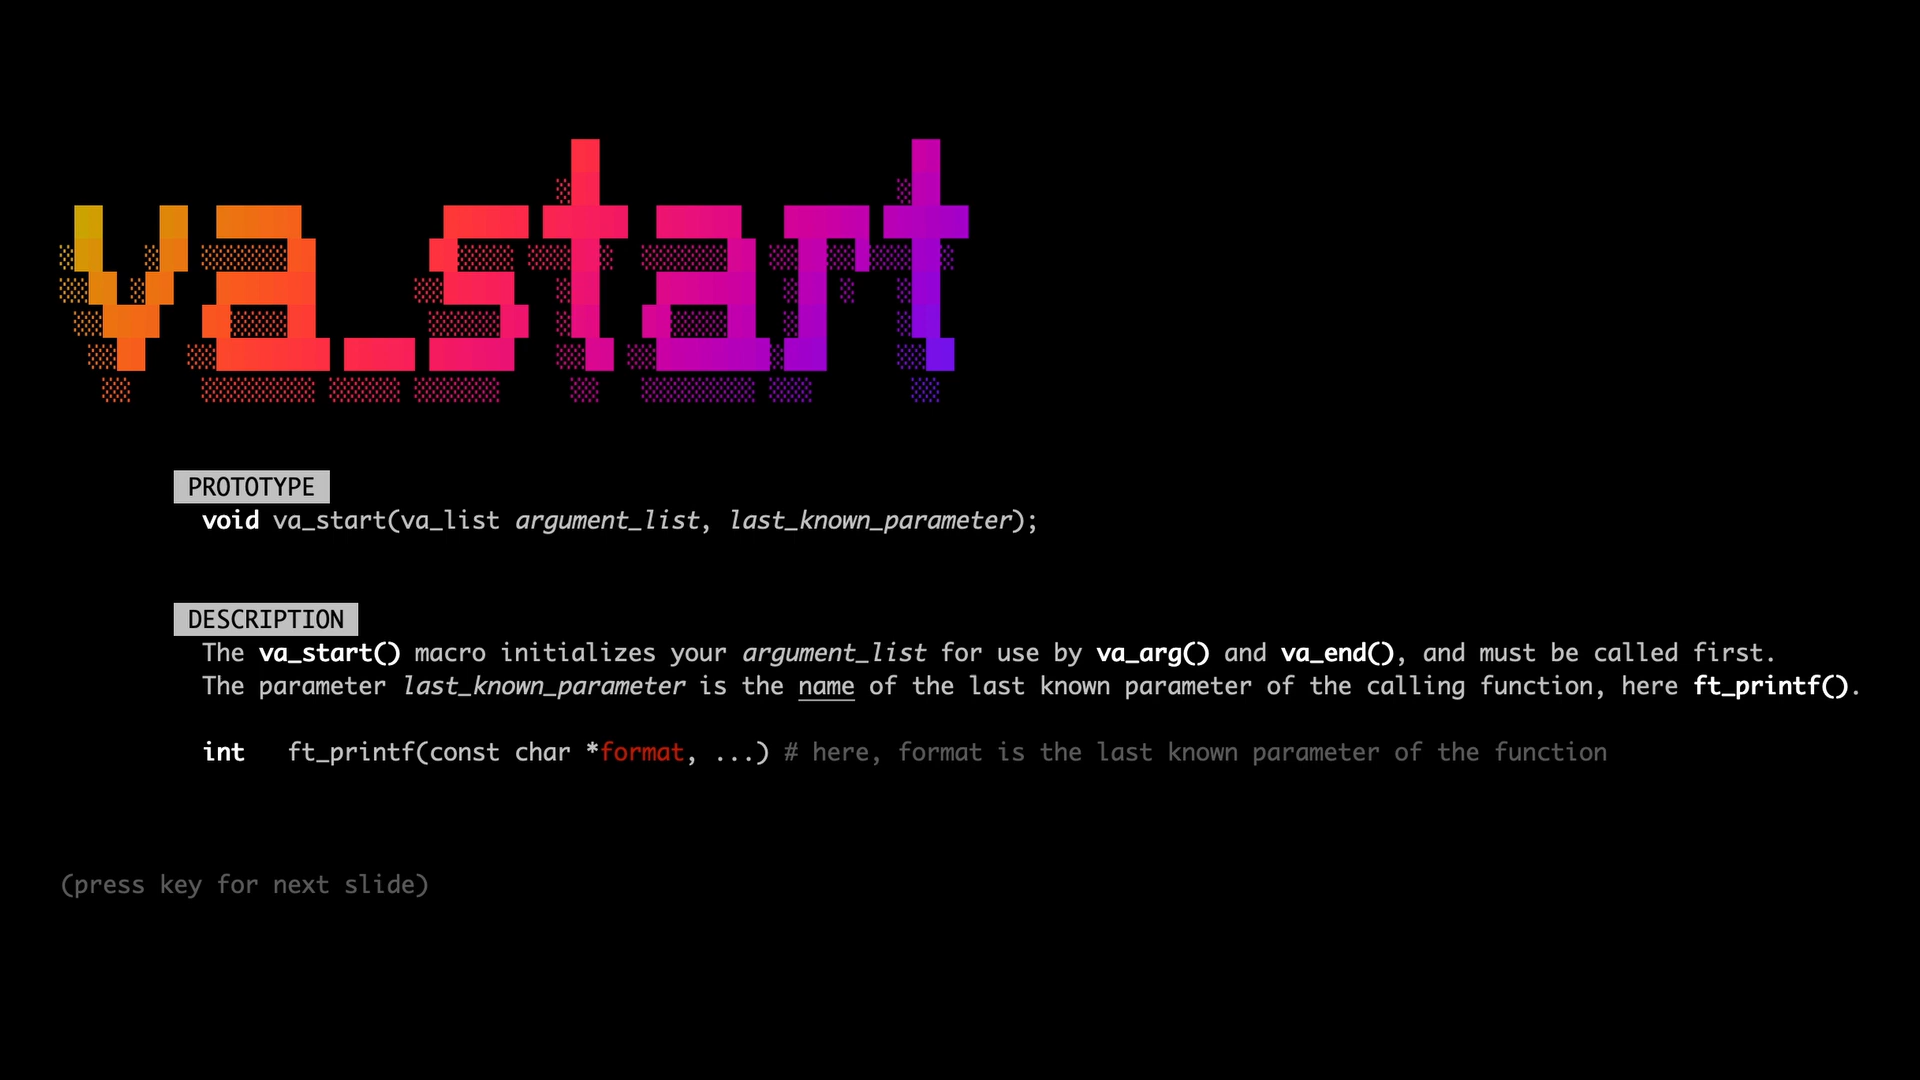 va_start
PROTOTYPE
void va_start(va_list argument_list, last_known_parameter);
DESCRIPTION
The va_start() macro initializes your argument_list for use by va_arg() and va_end(), and must be called first.
The parameter last_known_parameter is the name of the last known parameter of the calling function, here ft_printf().
int   ft_printf(const char *format, ...) # here, format is the last known parameter of the function
(press key for next slide)